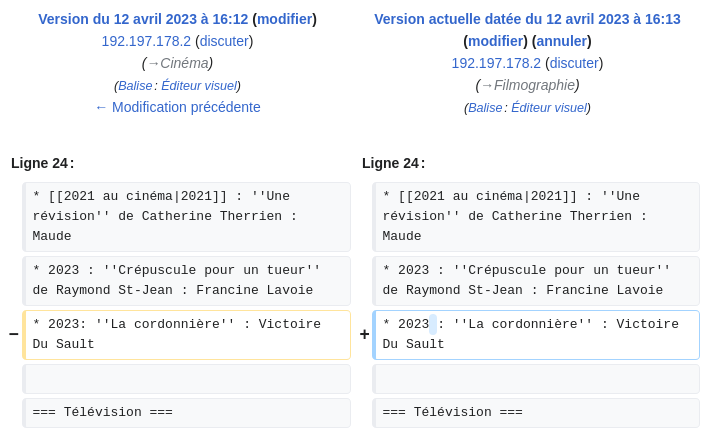 Version du 12 avril 2023 à 16:12 (modifier)
192.197.178.2 (discuter)
(→Cinéma)
(Balise : Éditeur visuel)
← Modification précédente
Version actuelle datée du 12 avril 2023 à 16:13
(modifier) (annuler)
192.197.178.2 (discuter)
(→Filmographie)
(Balise : Éditeur visuel)
Ligne 24 :
Ligne 24 :
* [[2021 au cinéma|2021]] : ''Une
révision'' de Catherine Therrien :
Maude
* [[2021 au cinéma|2021]] : ''Une
révision'' de Catherine Therrien :
Maude
* 2023 : ''Crépuscule pour un tueur''
de Raymond St-Jean : Francine Lavoie
* 2023 : ''Crépuscule pour un tueur''
de Raymond St-Jean : Francine Lavoie
− * 2023: ''La cordonnière'' : Victoire
Du Sault
+ * 2023 : ''La cordonnière'' : Victoire
Du Sault
=== Télévision ===
=== Télévision ===